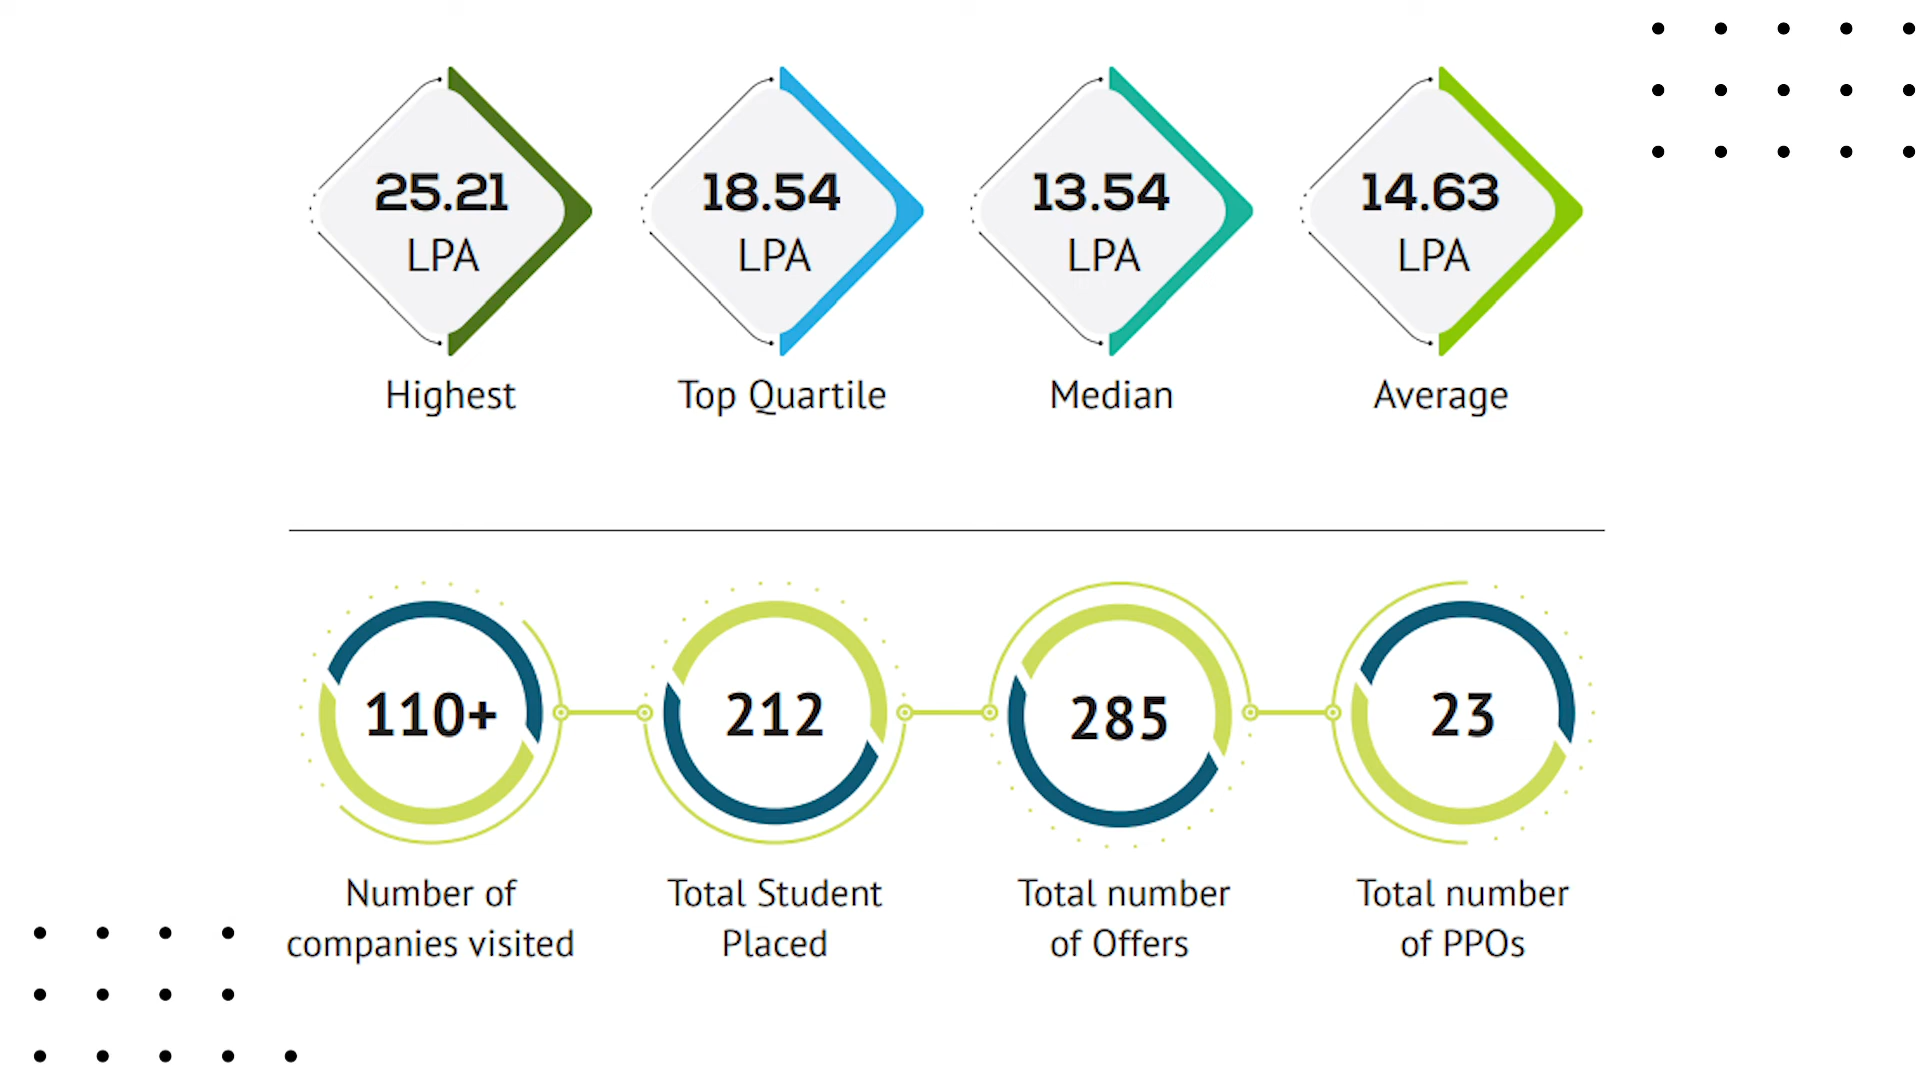 25.21
LPA
Highest
18.54
LPA
Top Quartile
13.54
LPA
Median
14.63
LPA
Average
110+
Number of
companies visited
212
Total Student
Placed
285
Total number
of Offers
23
Total number
of PPOs